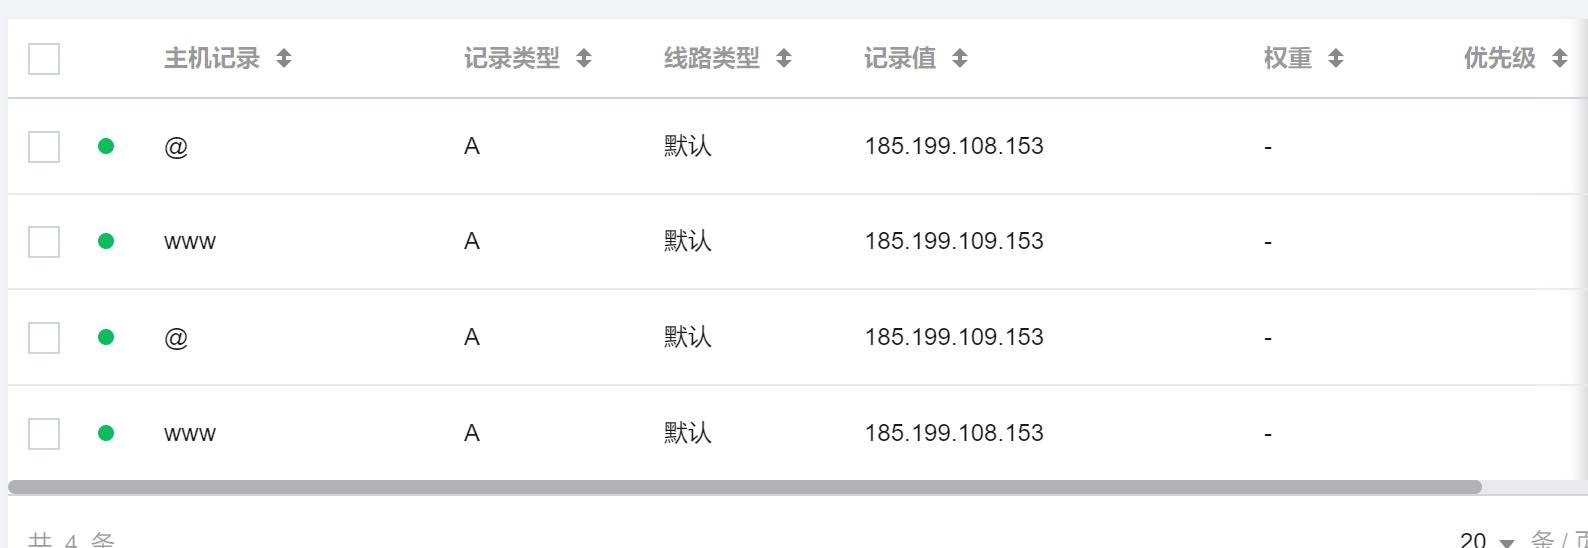 主机记录 记录类型 线路类型 记录值 权重 优先级
@ A 默认 185.199.108.153 -
www A 默认 185.199.109.153 -
@ A 默认 185.199.109.153 -
www A 默认 185.199.108.153 -
共 4 条 20 条 / 页